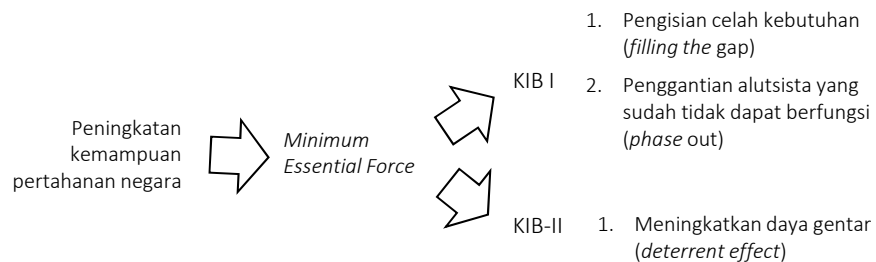 Peningkatan
kemampuan
pertahanan negara
Minimum
Essential Force
KIB I
1. Pengisian celah kebutuhan
(filling the gap)
2. Penggantian alutsista yang
sudah tidak dapat berfungsi
(phase out)
KIB-II
1. Meningkatkan daya gentar
(deterrent effect)